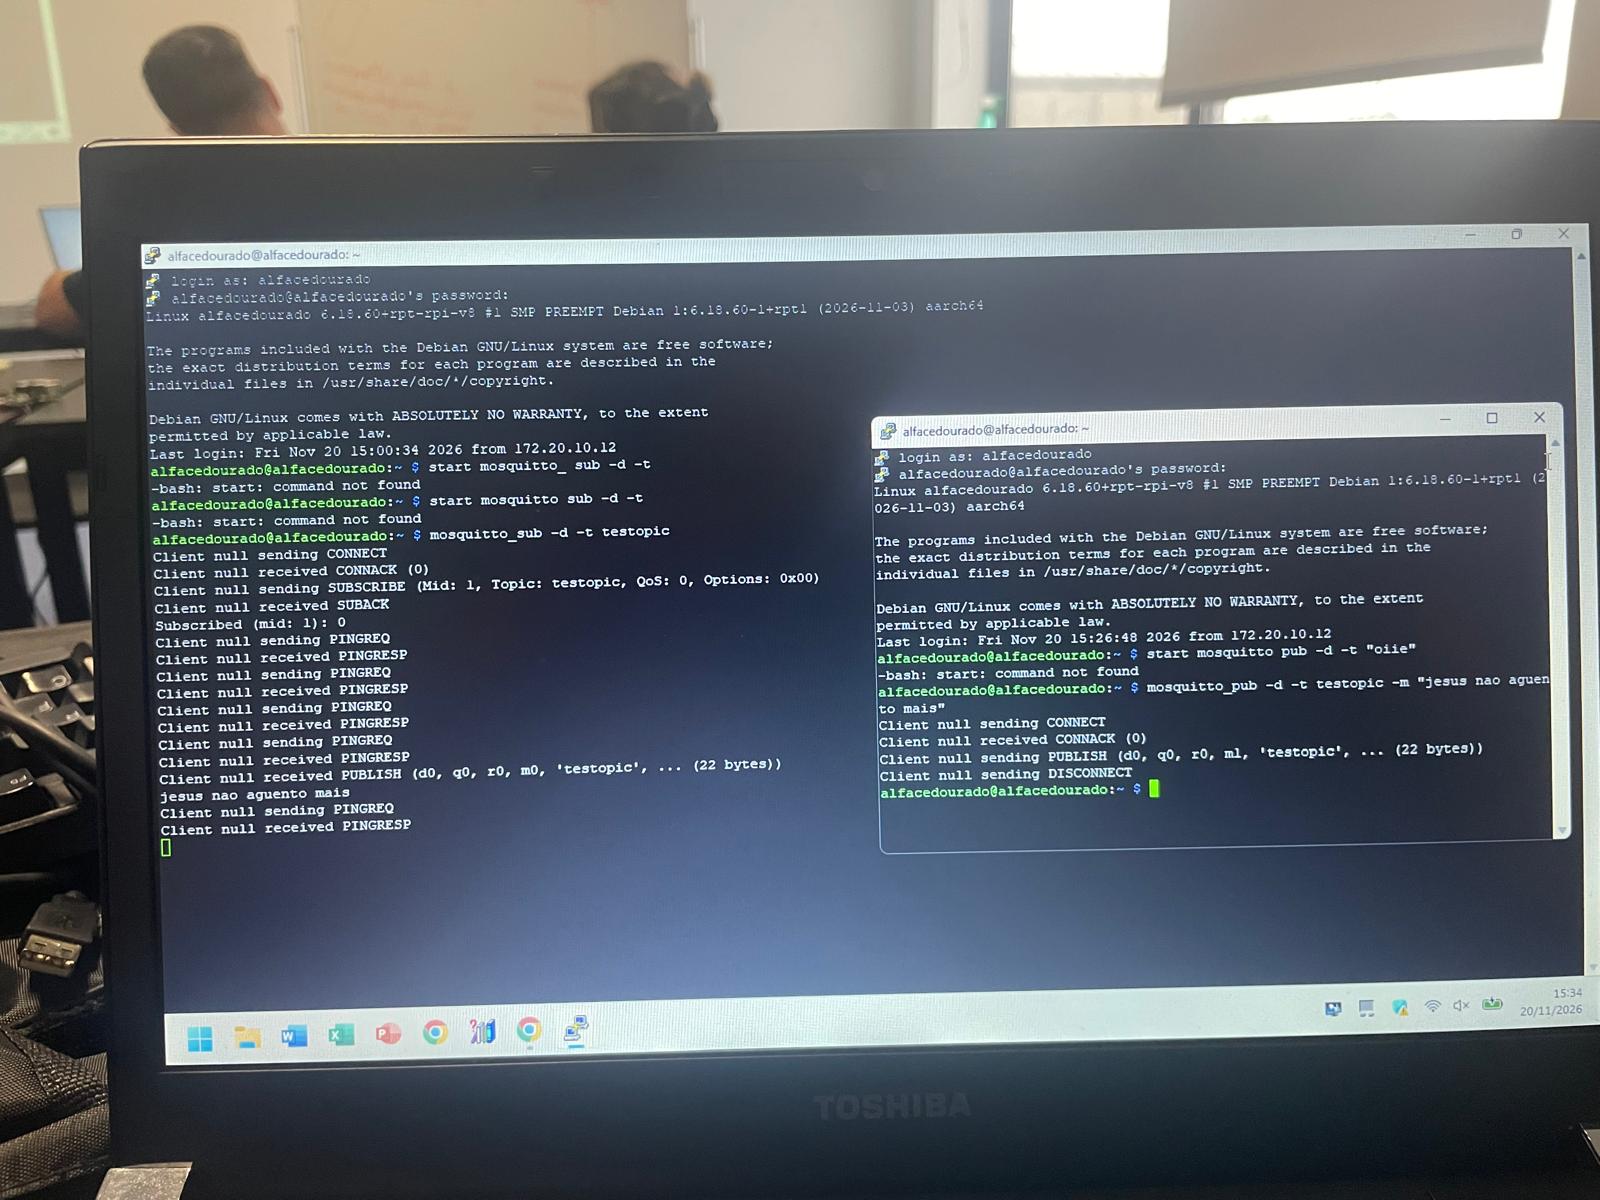 alfacedourado@alfacedourado: ~
login as: alfacedourado
alfacedourado@alfacedourado's password:
Linux alfacedourado 6.18.60+rpt-rpi-v8 #1 SMP PREEMPT Debian 1:6.18.60-1+rpt1 (2026-11-03) aarch64
The programs included with the Debian GNU/Linux system are free software;
the exact distribution terms for each program are described in the
individual files in /usr/share/doc/*/copyright.
Debian GNU/Linux comes with ABSOLUTELY NO WARRANTY, to the extent
permitted by applicable law.
Last login: Fri Nov 20 15:00:34 2026 from 172.20.10.12
alfacedourado@alfacedourado:~ $ start mosquitto_ sub -d -t
-bash: start: command not found
alfacedourado@alfacedourado:~ $ start mosquitto sub -d -t
-bash: start: command not found
alfacedourado@alfacedourado:~ $ mosquitto_sub -d -t testopic
Client null sending CONNECT
Client null received CONNACK (0)
Client null sending SUBSCRIBE (Mid: 1, Topic: testopic, QoS: 0, Options: 0x00)
Client null received SUBACK
Subscribed (mid: 1): 0
Client null sending PINGREQ
Client null received PINGRESP
Client null sending PINGREQ
Client null received PINGRESP
Client null sending PINGREQ
Client null received PINGRESP
Client null sending PINGREQ
Client null received PINGRESP
Client null received PUBLISH (d0, q0, r0, m0, 'testopic', ... (22 bytes))
jesus nao aguento mais
Client null sending PINGREQ
Client null received PINGRESP
alfacedourado@alfacedourado: ~
login as: alfacedourado
alfacedourado@alfacedourado's password:
Linux alfacedourado 6.18.60+rpt-rpi-v8 #1 SMP PREEMPT Debian 1:6.18.60-1+rpt1 (2
026-11-03) aarch64
The programs included with the Debian GNU/Linux system are free software;
the exact distribution terms for each program are described in the
individual files in /usr/share/doc/*/copyright.
Debian GNU/Linux comes with ABSOLUTELY NO WARRANTY, to the extent
permitted by applicable law.
Last login: Fri Nov 20 15:26:48 2026 from 172.20.10.12
alfacedourado@alfacedourado:~ $ start mosquitto pub -d -t "oiie"
-bash: start: command not found
alfacedourado@alfacedourado:~ $ mosquitto_pub -d -t testopic -m "jesus nao aguen
to mais"
Client null sending CONNECT
Client null received CONNACK (0)
Client null sending PUBLISH (d0, q0, r0, m1, 'testopic', ... (22 bytes))
Client null sending DISCONNECT
alfacedourado@alfacedourado:~ $
15:34
20/11/2026
TOSHIBA